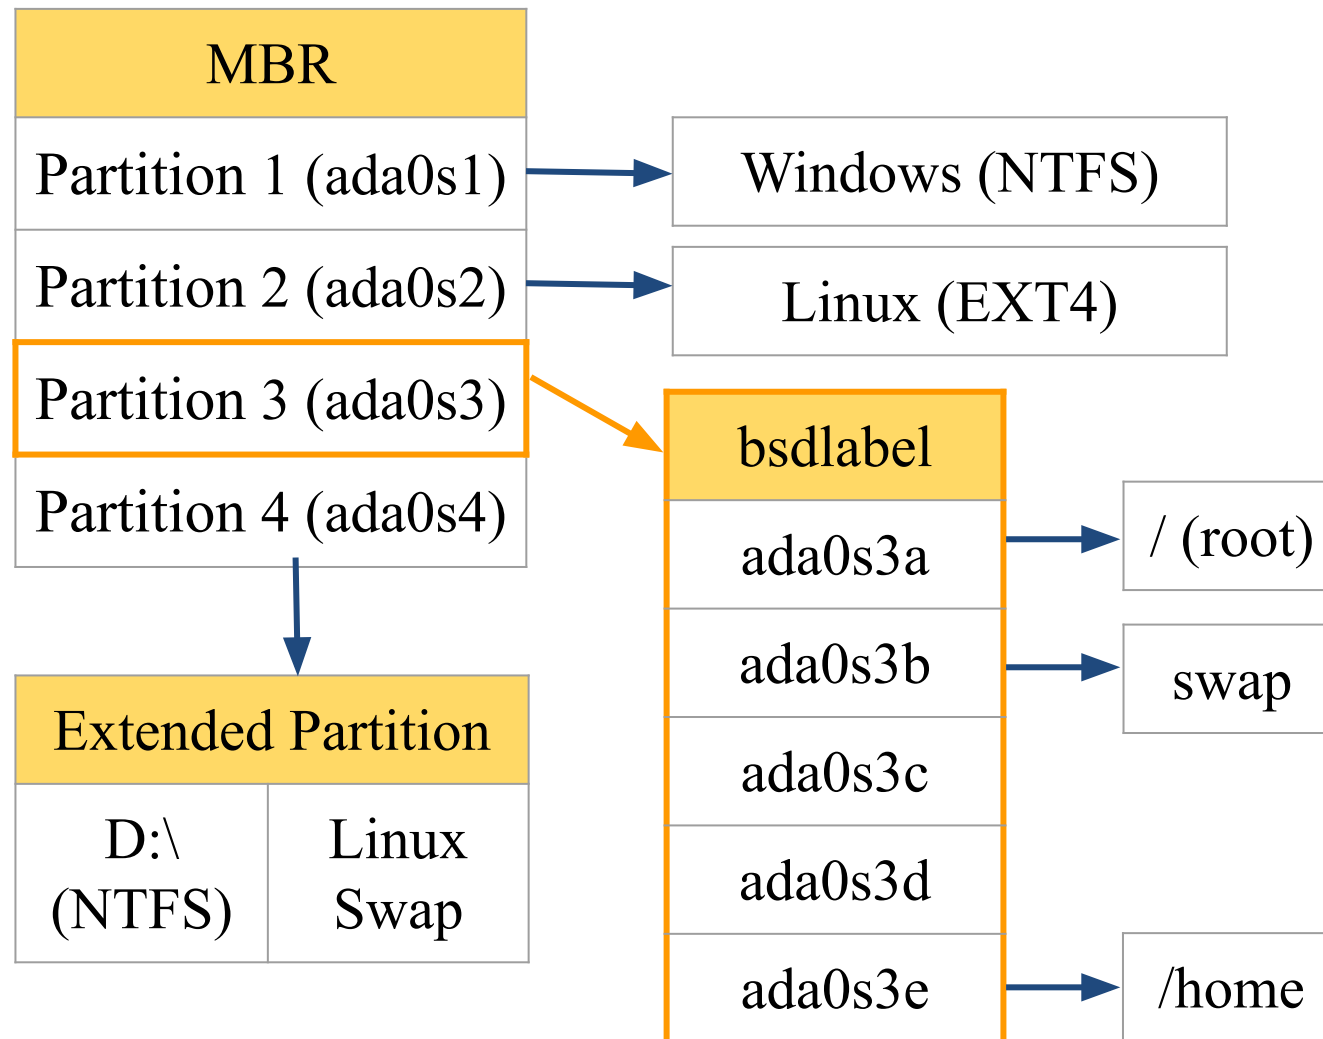 MBR
Partition 1 (ada0s1)
Windows (NTFS)
Partition 2 (ada0s2)
Linux (EXT4)
Partition 3 (ada0s3)
Partition 4 (ada0s4)
bsdlabel
ada0s3a
/ (root)
ada0s3b
swap
ada0s3c
ada0s3d
ada0s3e
/home
Extended Partition
D:\
(NTFS)
Linux
Swap